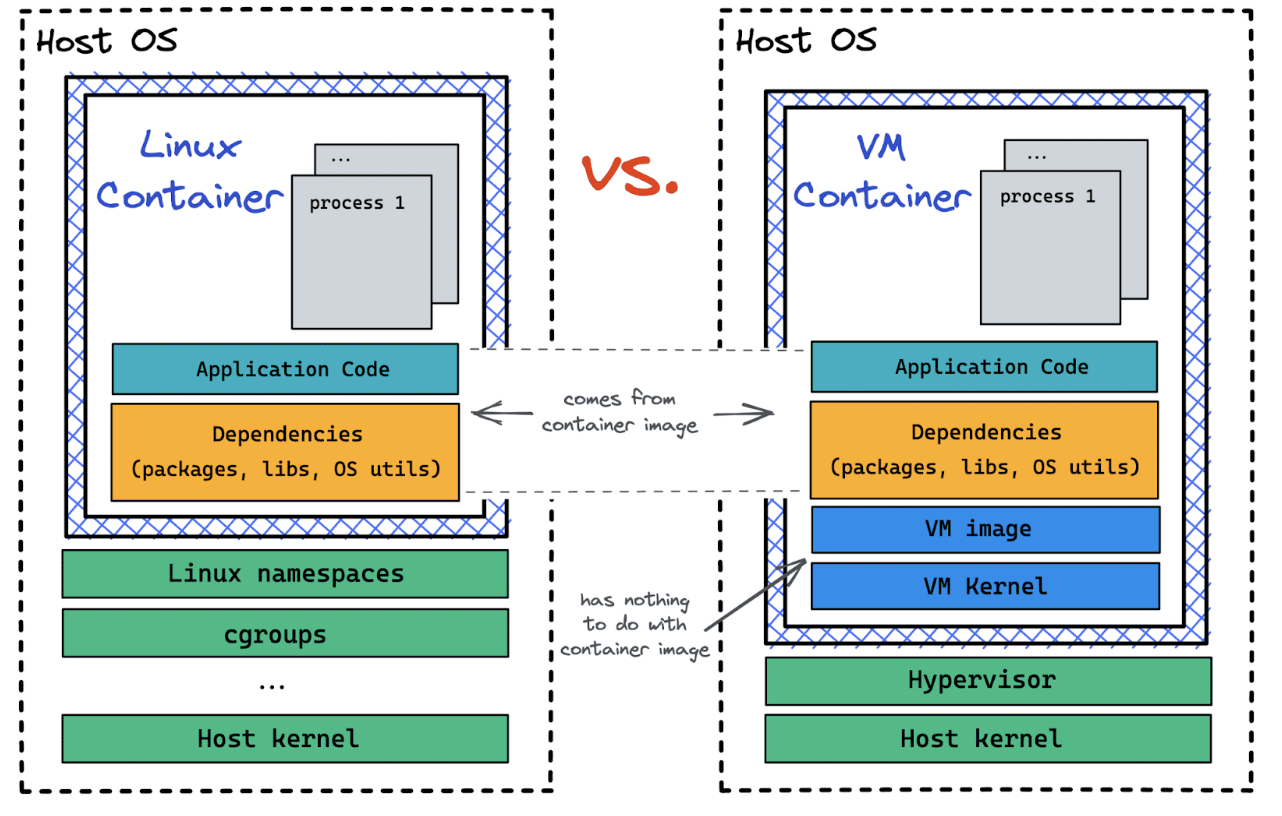 Host OS
Linux
Container
...
process 1
Application Code
Dependencies
(packages, libs, OS utils)
Linux namespaces
cgroups
...
Host kernel
vs.
comes from
container image
has nothing
to do with
container image
Host OS
VM
Container
...
process 1
Application Code
Dependencies
(packages, libs, OS utils)
VM image
VM Kernel
Hypervisor
Host kernel